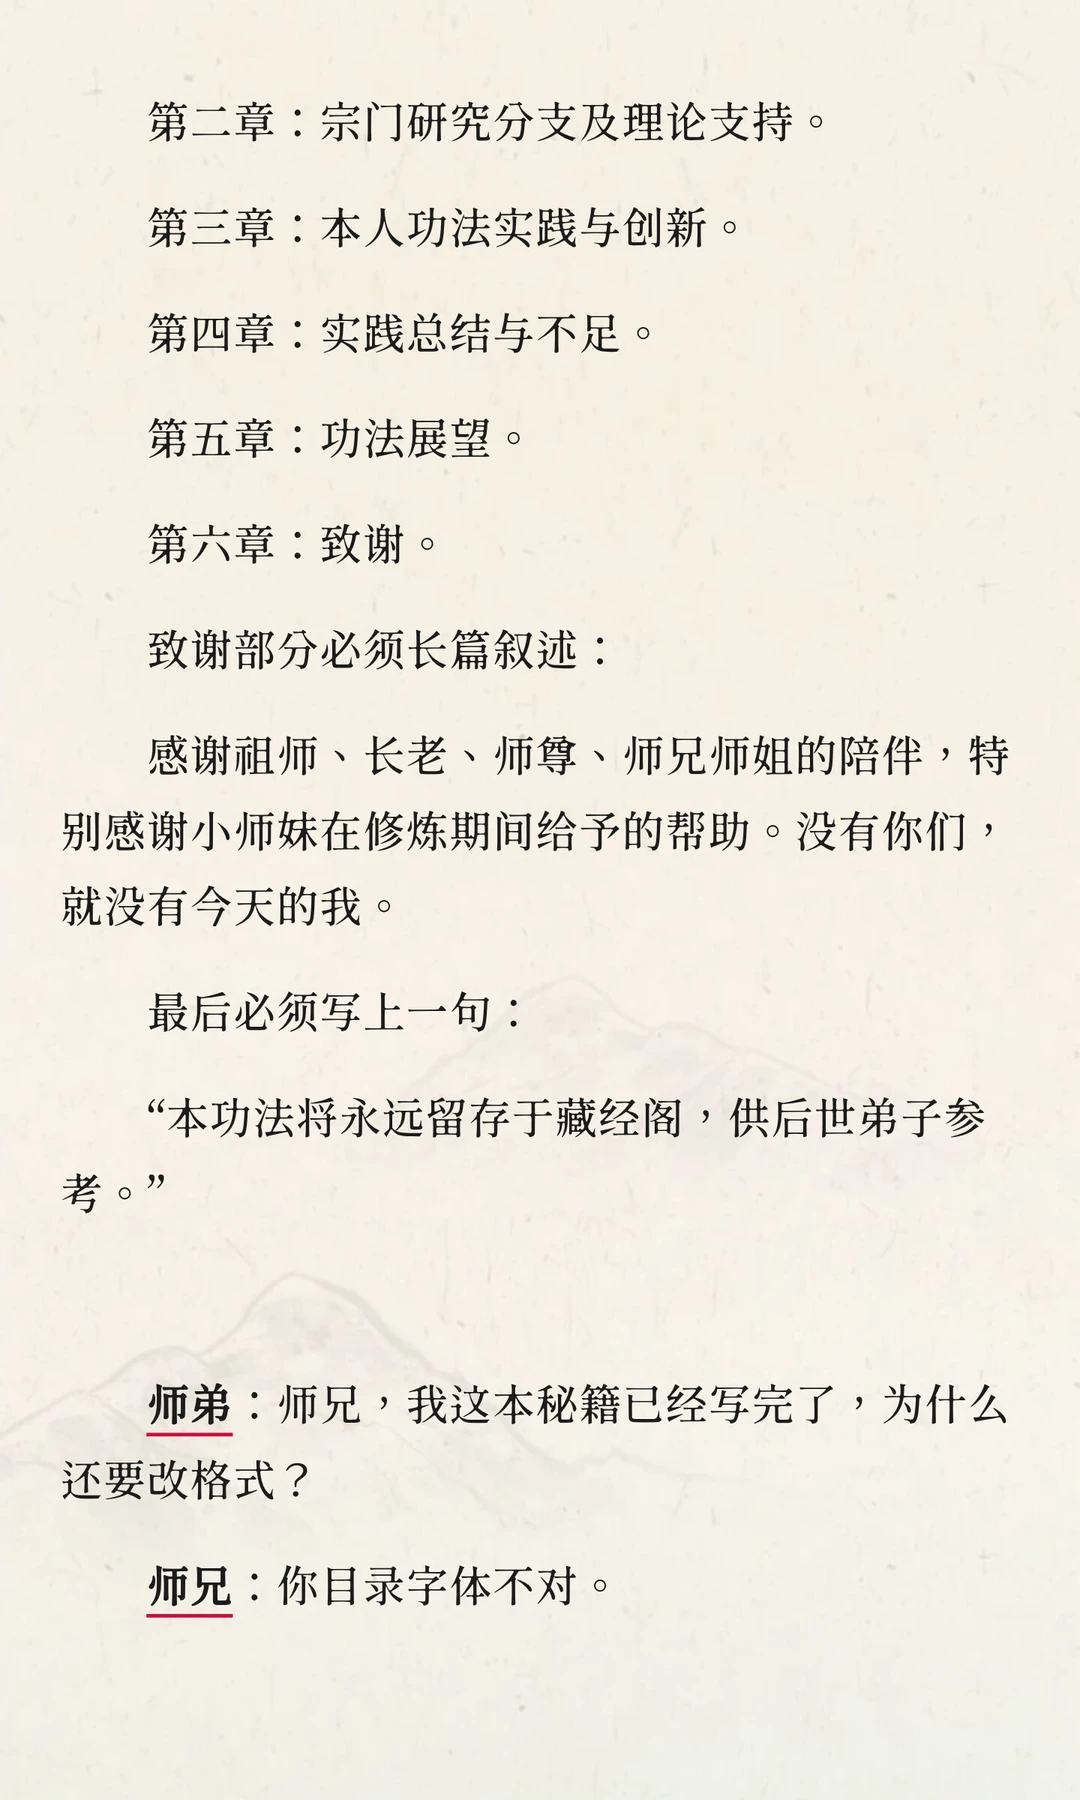 第二章：宗门研究分支及理论支持。
第三章：本人功法实践与创新。
第四章：实践总结与不足。
第五章：功法展望。
第六章：致谢。
致谢部分必须长篇叙述：
感谢祖师、长老、师尊、师兄师姐的陪伴，特
别感谢小师妹在修炼期间给予的帮助。没有你们，
就没有今天的我。
最后必须写上一句：
“本功法将永远留存于藏经阁，供后世弟子参
考。”
师弟：师兄，我这本秘籍已经写完了，为什么
还要改格式？
师兄：你目录字体不对。